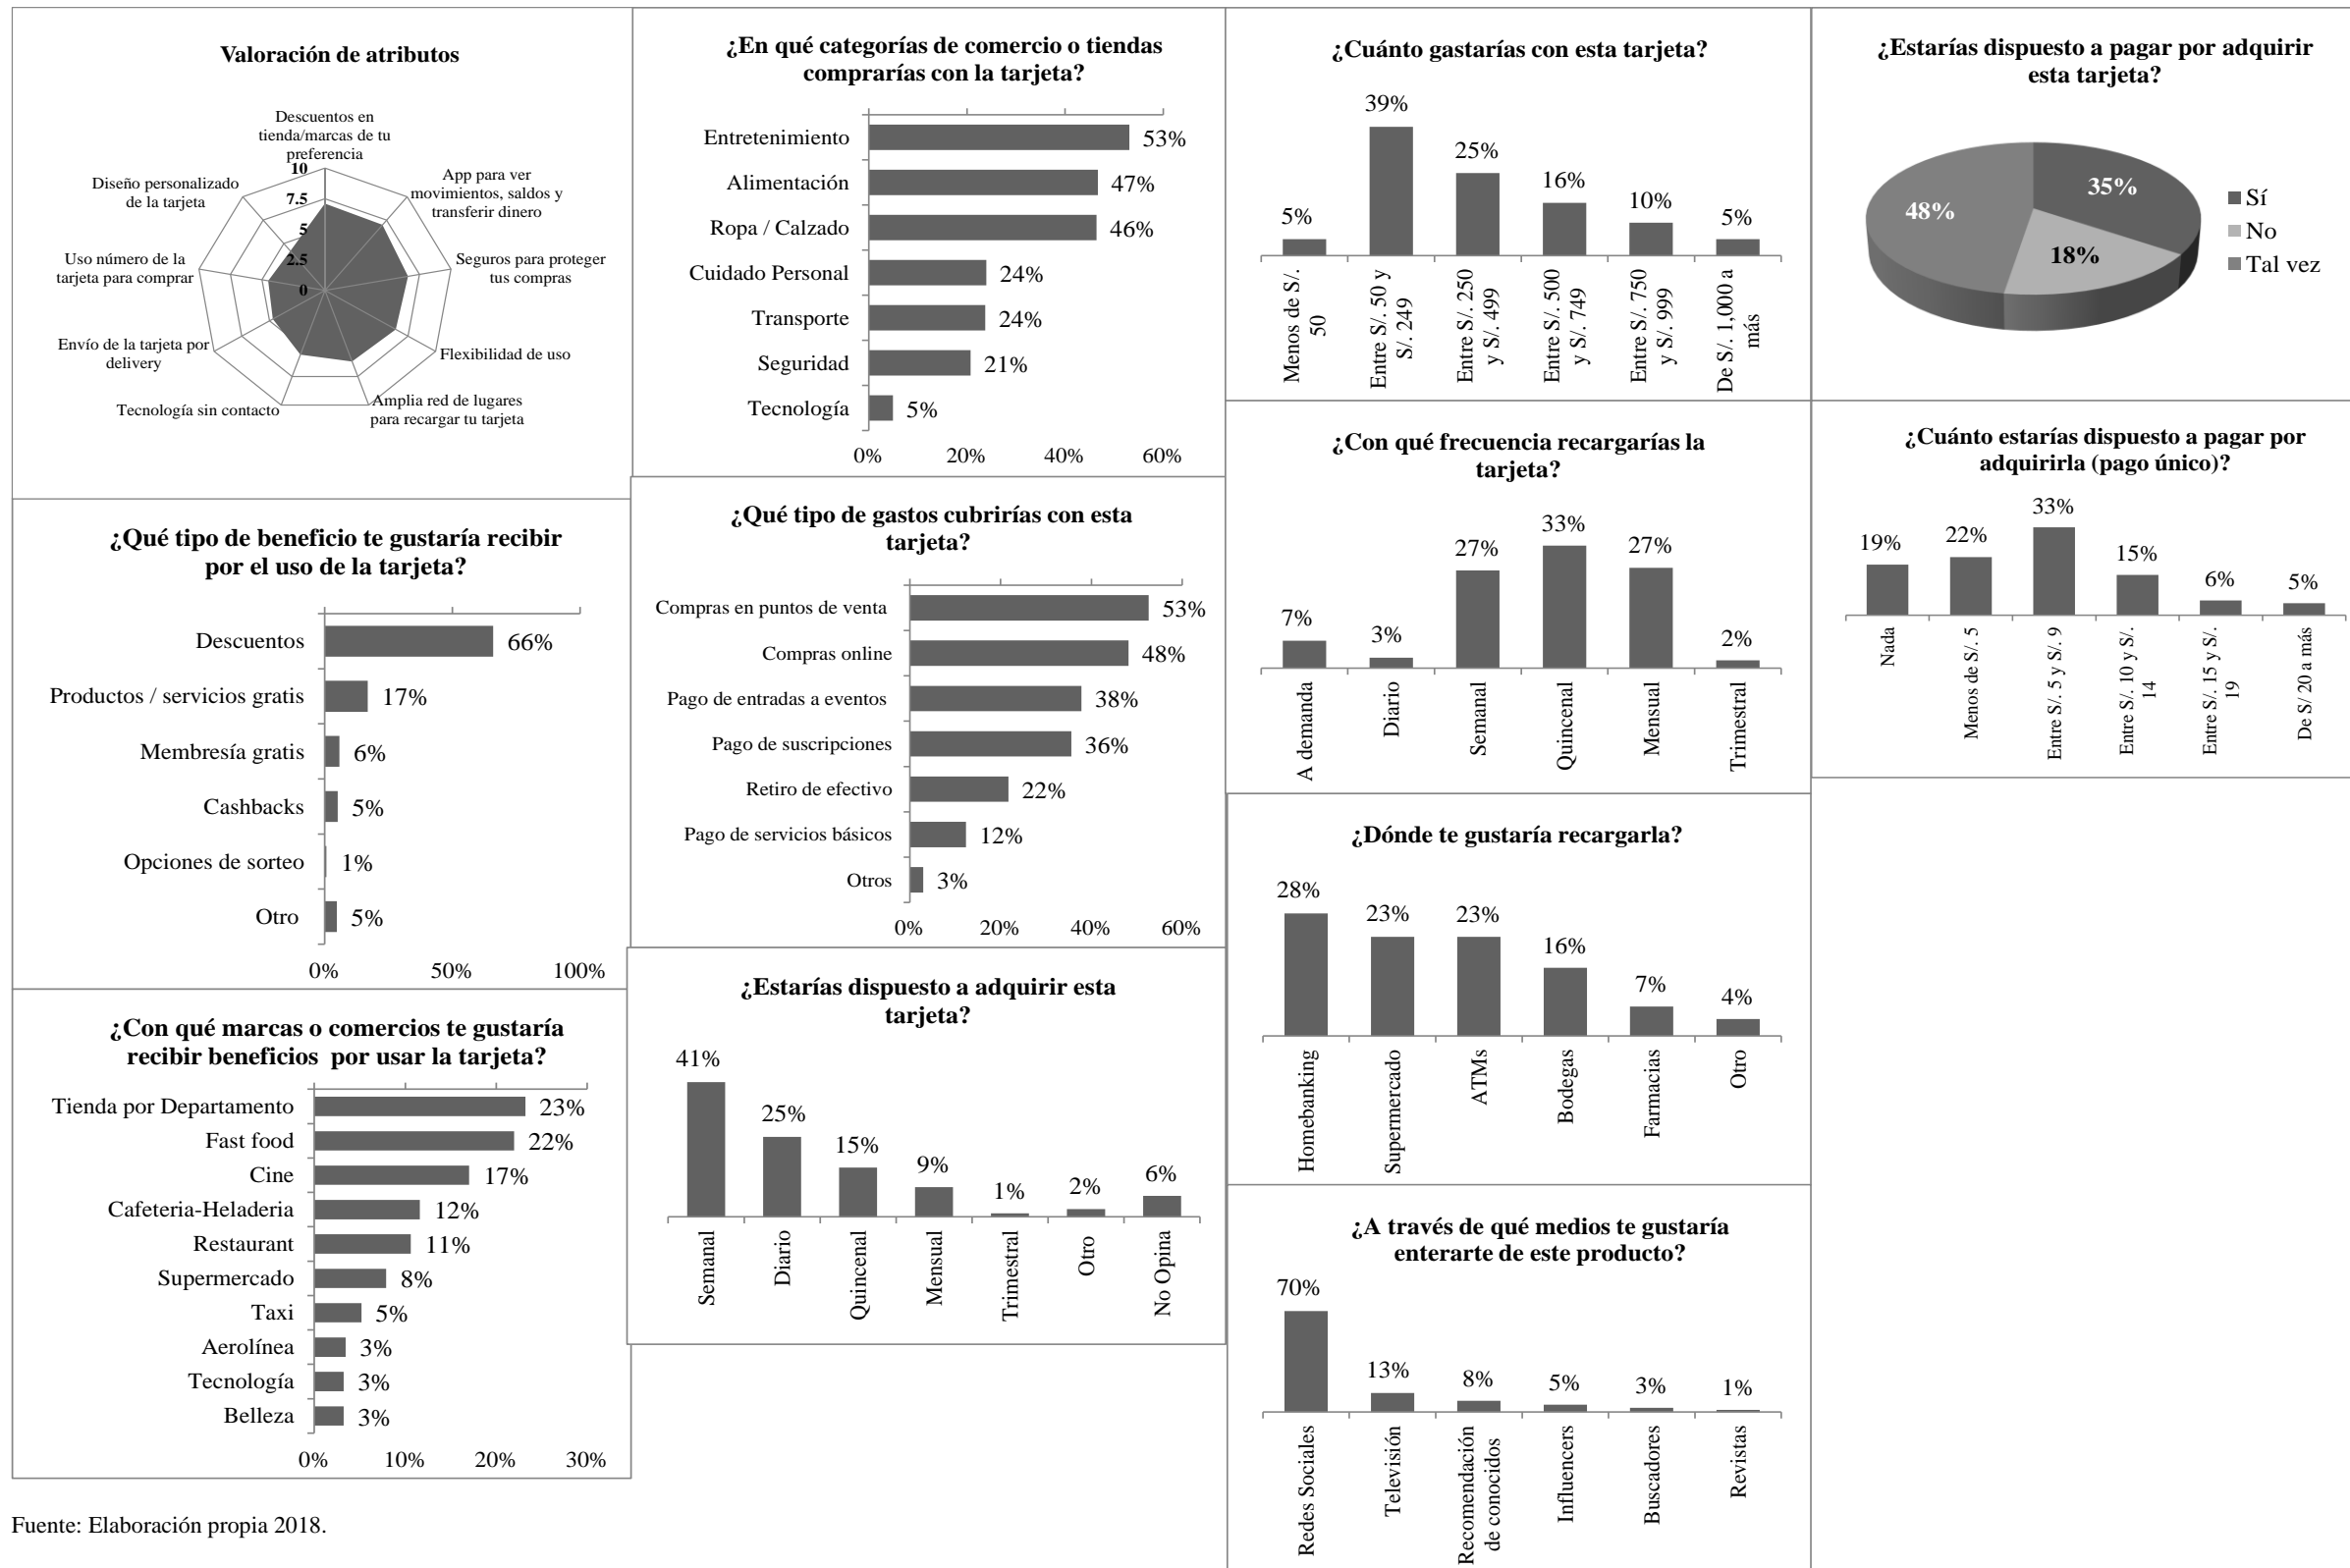 Valoración de atributos
Descuentos en
tienda/marcas de tu
preferencia
App para ver
movimientos, saldos y
transferir dinero
Seguros para proteger
tus compras
Flexibilidad de uso
Amplia red de lugares
para recargar tu tarjeta
Tecnología sin contacto
Envío de la tarjeta por
delivery
Uso número de la
tarjeta para comprar
Diseño personalizado
de la tarjeta
10
7.5
5
2.5
0
¿Qué tipo de beneficio te gustaría recibir
por el uso de la tarjeta?
Descuentos 66%
Productos / servicios gratis 17%
Membresía gratis 6%
Cashbacks 5%
Opciones de sorteo 1%
Otro 5%
0% 50% 100%
¿Con qué marcas o comercios te gustaría
recibir beneficios por usar la tarjeta?
Tienda por Departamento 23%
Fast food 22%
Cine 17%
Cafeteria-Heladeria 12%
Restaurant 11%
Supermercado 8%
Taxi 5%
Aerolínea 3%
Tecnología 3%
Belleza 3%
0% 10% 20% 30%
¿En qué categorías de comercio o tiendas
comprarías con la tarjeta?
Entretenimiento 53%
Alimentación 47%
Ropa / Calzado 46%
Cuidado Personal 24%
Transporte 24%
Seguridad 21%
Tecnología 5%
0% 20% 40% 60%
¿Qué tipo de gastos cubrirías con esta
tarjeta?
Compras en puntos de venta 53%
Compras online 48%
Pago de entradas a eventos 38%
Pago de suscripciones 36%
Retiro de efectivo 22%
Pago de servicios básicos 12%
Otros 3%
0% 20% 40% 60%
¿Estarías dispuesto a adquirir esta
tarjeta?
41% 25% 15% 9% 1% 2% 6%
Semanal
Diario
Quincenal
Mensual
Trimestral
Otro
No Opina
¿Cuánto gastarías con esta tarjeta?
5% 39% 25% 16% 10% 5%
Menos de S/.
50
Entre S/. 50 y
S/. 249
Entre S/. 250
y S/. 499
Entre S/. 500
y S/. 749
Entre S/. 750
y S/. 999
De S/. 1,000 a
más
¿Con qué frecuencia recargarías la
tarjeta?
7% 3% 27% 33% 27% 2%
A demanda
Diario
Semanal
Quincenal
Mensual
Trimestral
¿Dónde te gustaría recargarla?
28% 23% 23% 16% 7% 4%
Homebanking
Supermercado
ATMs
Bodegas
Farmacias
Otro
¿A través de qué medios te gustaría
enterarte de este producto?
70% 13% 8% 5% 3% 1%
Redes Sociales
Televisión
Recomendación
de conocidos
Influencers
Buscadores
Revistas
¿Estarías dispuesto a pagar por adquirir
esta tarjeta?
35%
18%
48%
Sí
No
Tal vez
¿Cuánto estarías dispuesto a pagar por
adquirirla (pago único)?
19% 22% 33% 15% 6% 5%
Nada
Menos de S/. 5
Entre S/. 5 y S/. 9
Entre S/. 10 y S/.
14
Entre S/. 15 y S/.
19
De S/ 20 a más
Fuente: Elaboración propia 2018.